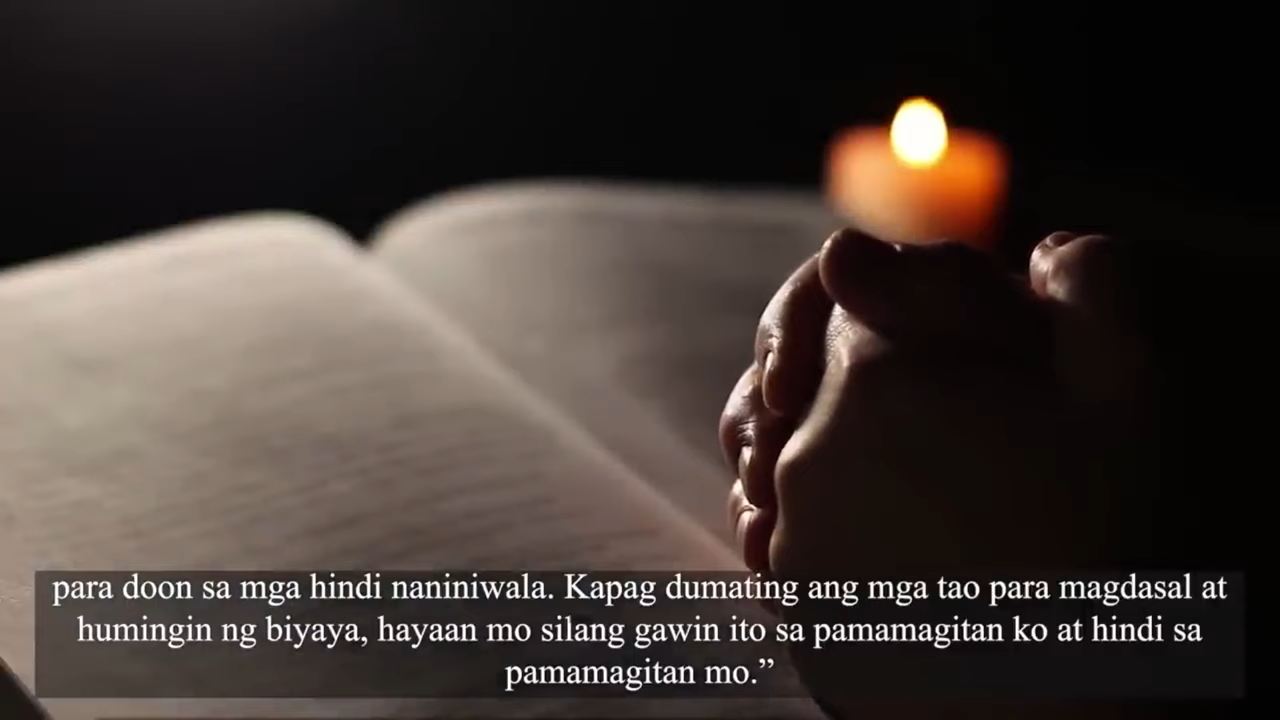 para doon sa mga hindi naniniwala. Kapag dumating ang mga tao para magdasal at
humingin ng biyaya, hayaan mo silang gawin ito sa pamamagitan ko at hindi sa
pamamagitan mo.”